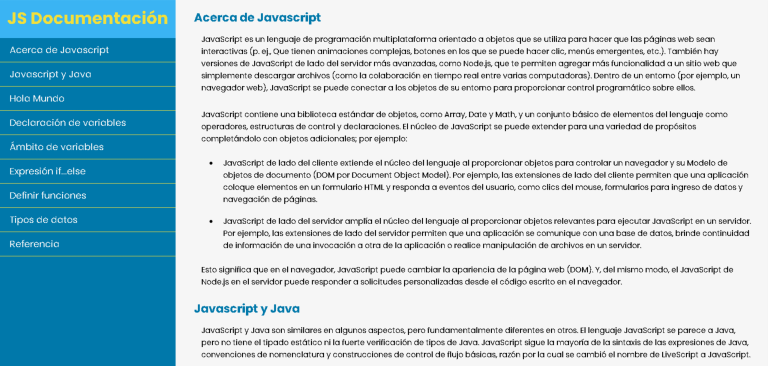 JS Documentación
Acerca de Javascript
Javascript y Java
Hola Mundo
Declaración de variables
Ámbito de variables
Expresión if...else
Definir funciones
Tipos de datos
Referencia
Acerca de Javascript
JavaScript es un lenguaje de programación multiplataforma orientado a objetos que se utiliza para hacer que las páginas web sean
interactivas (p. ej., Que tienen animaciones complejas, botones en los que se puede hacer clic, menús emergentes, etc.). También hay
versiones de JavaScript de lado del servidor más avanzadas, como Node.js, que te permiten agregar más funcionalidad a un sitio web que
simplemente descargar archivos (como la colaboración en tiempo real entre varias computadoras). Dentro de un entorno (por ejemplo, un
navegador web), JavaScript se puede conectar a los objetos de su entorno para proporcionar control programático sobre ellos.
JavaScript contiene una biblioteca estándar de objetos, como Array, Date y Math, y un conjunto básico de elementos del lenguaje como
operadores, estructuras de control y declaraciones. El núcleo de JavaScript se puede extender para una variedad de propósitos
completándolo con objetos adicionales; por ejemplo:
• JavaScript de lado del cliente extiende el núcleo del lenguaje al proporcionar objetos para controlar un navegador y su Modelo de
objetos de documento (DOM por Document Object Model). Por ejemplo, las extensiones de lado del cliente permiten que una aplicación
coloque elementos en un formulario HTML y responda a eventos del usuario, como clics del mouse, formularios para ingreso de datos y
navegación de páginas.
• JavaScript de lado del servidor amplía el núcleo del lenguaje al proporcionar objetos relevantes para ejecutar JavaScript en un servidor.
Por ejemplo, las extensiones de lado del servidor permiten que una aplicación se comunique con una base de datos, brinde continuidad
de información de una invocación a otra de la aplicación o realice manipulación de archivos en un servidor.
Esto significa que en el navegador, JavaScript puede cambiar la apariencia de la página web (DOM). Y, del mismo modo, el JavaScript de
Node.js en el servidor puede responder a solicitudes personalizadas desde el código escrito en el navegador.
Javascript y Java
JavaScript y Java son similares en algunos aspectos, pero fundamentalmente diferentes en otros. El lenguaje JavaScript se parece a Java,
pero no tiene el tipado estático ni la fuerte verificación de tipos de Java. JavaScript sigue la mayoría de la sintaxis de las expresiones de Java,
convenciones de nomenclatura y construcciones de control de flujo básicas, razón por la cual se cambió el nombre de LiveScript a JavaScript.